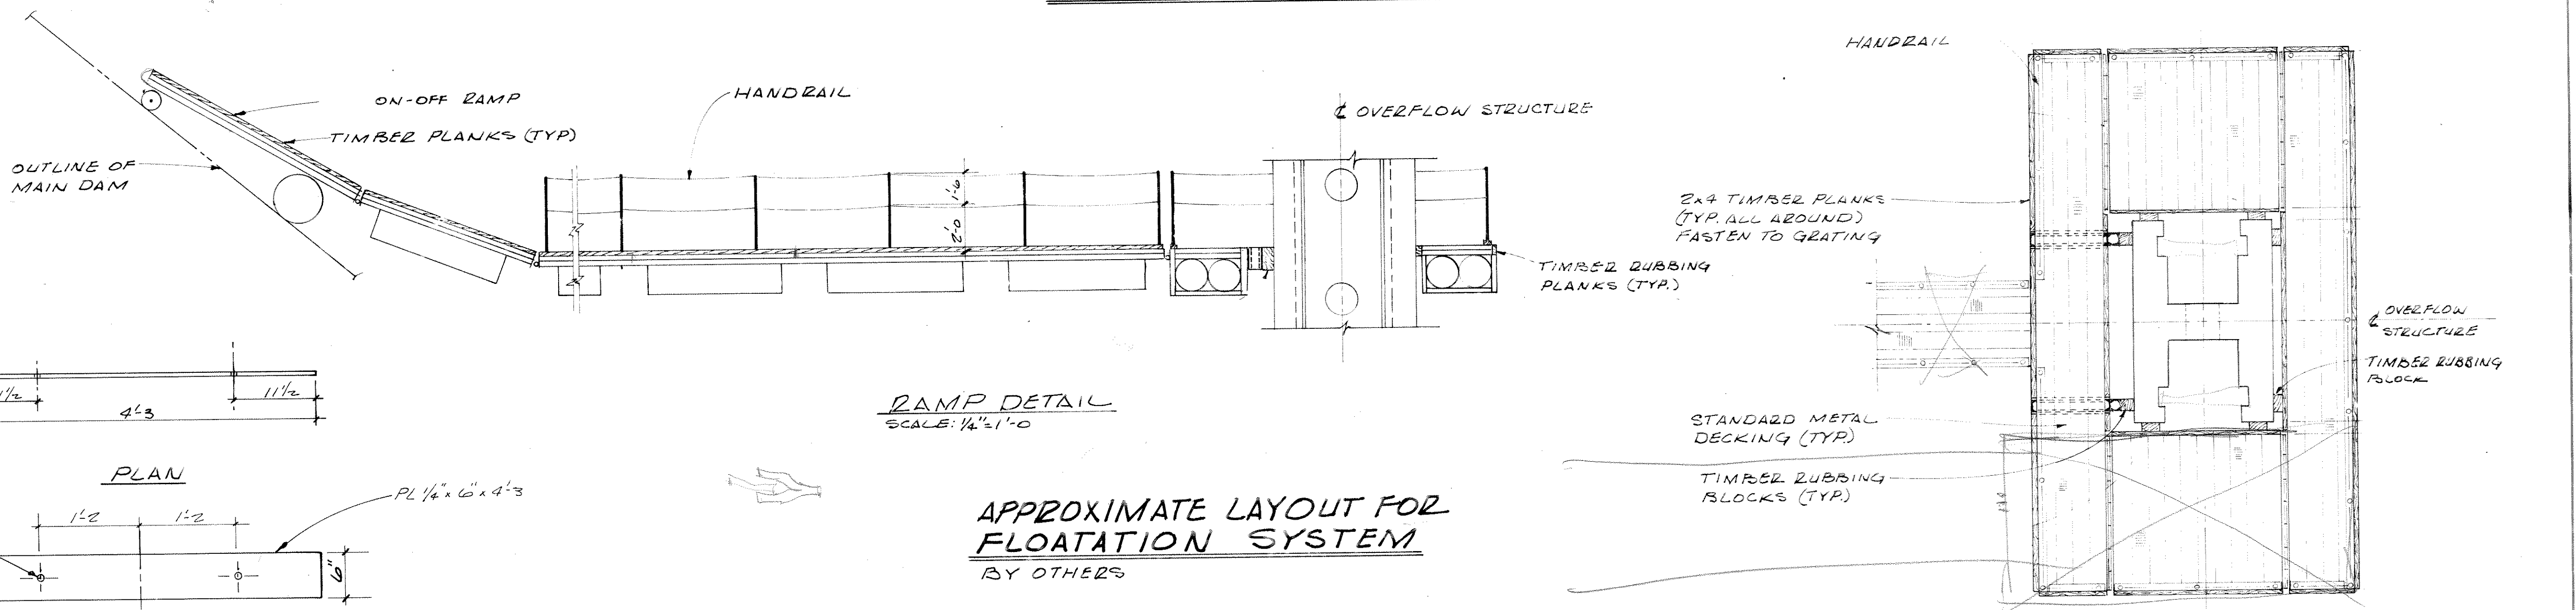 ON-OFF RAMP
TIMBER PLANKS (TYP)
OUTLINE OF
MAIN DAM
HANDRAIL
1'-6
2'-0
℄ OVERFLOW STRUCTURE
TIMBER RUBBING
PLANKS (TYP.)
RAMP DETAIL
SCALE: 1/4"=1'-0
4'-3
11 1/2
PLAN
PL 1/4" x 6" x 4'-3
1'-2
1'-2
6"
APPROXIMATE LAYOUT FOR
FLOATATION SYSTEM
BY OTHERS
HANDRAIL
2x4 TIMBER PLANKS
(TYP. ALL AROUND)
FASTEN TO GRATING
STANDARD METAL
DECKING (TYP.)
TIMBER RUBBING
BLOCKS (TYP.)
℄ OVERFLOW
STRUCTURE
TIMBER RUBBING
BLOCK